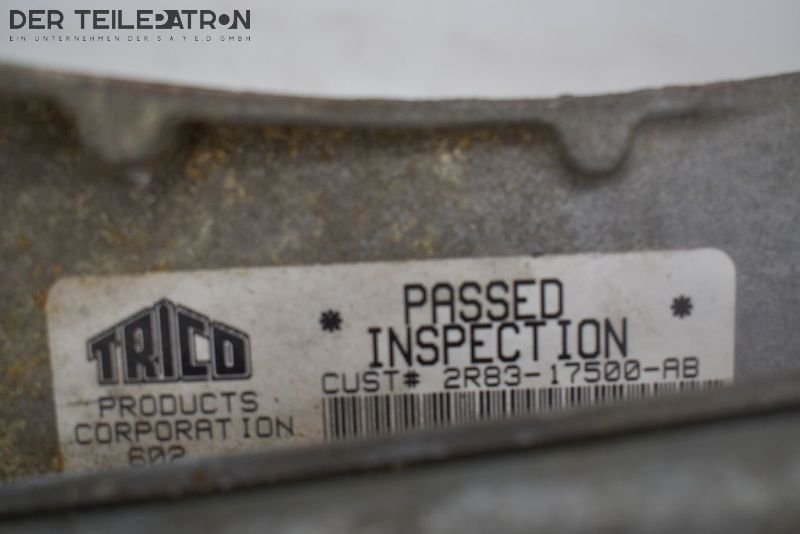 DER TEILEPATRON
EIN UNTERNEHMEN DER S A Y E.D GMBH
TRICO
PRODUCTS
CORPORATION
602
* PASSED *
INSPECTION
CUST# 2R83-17500-AB